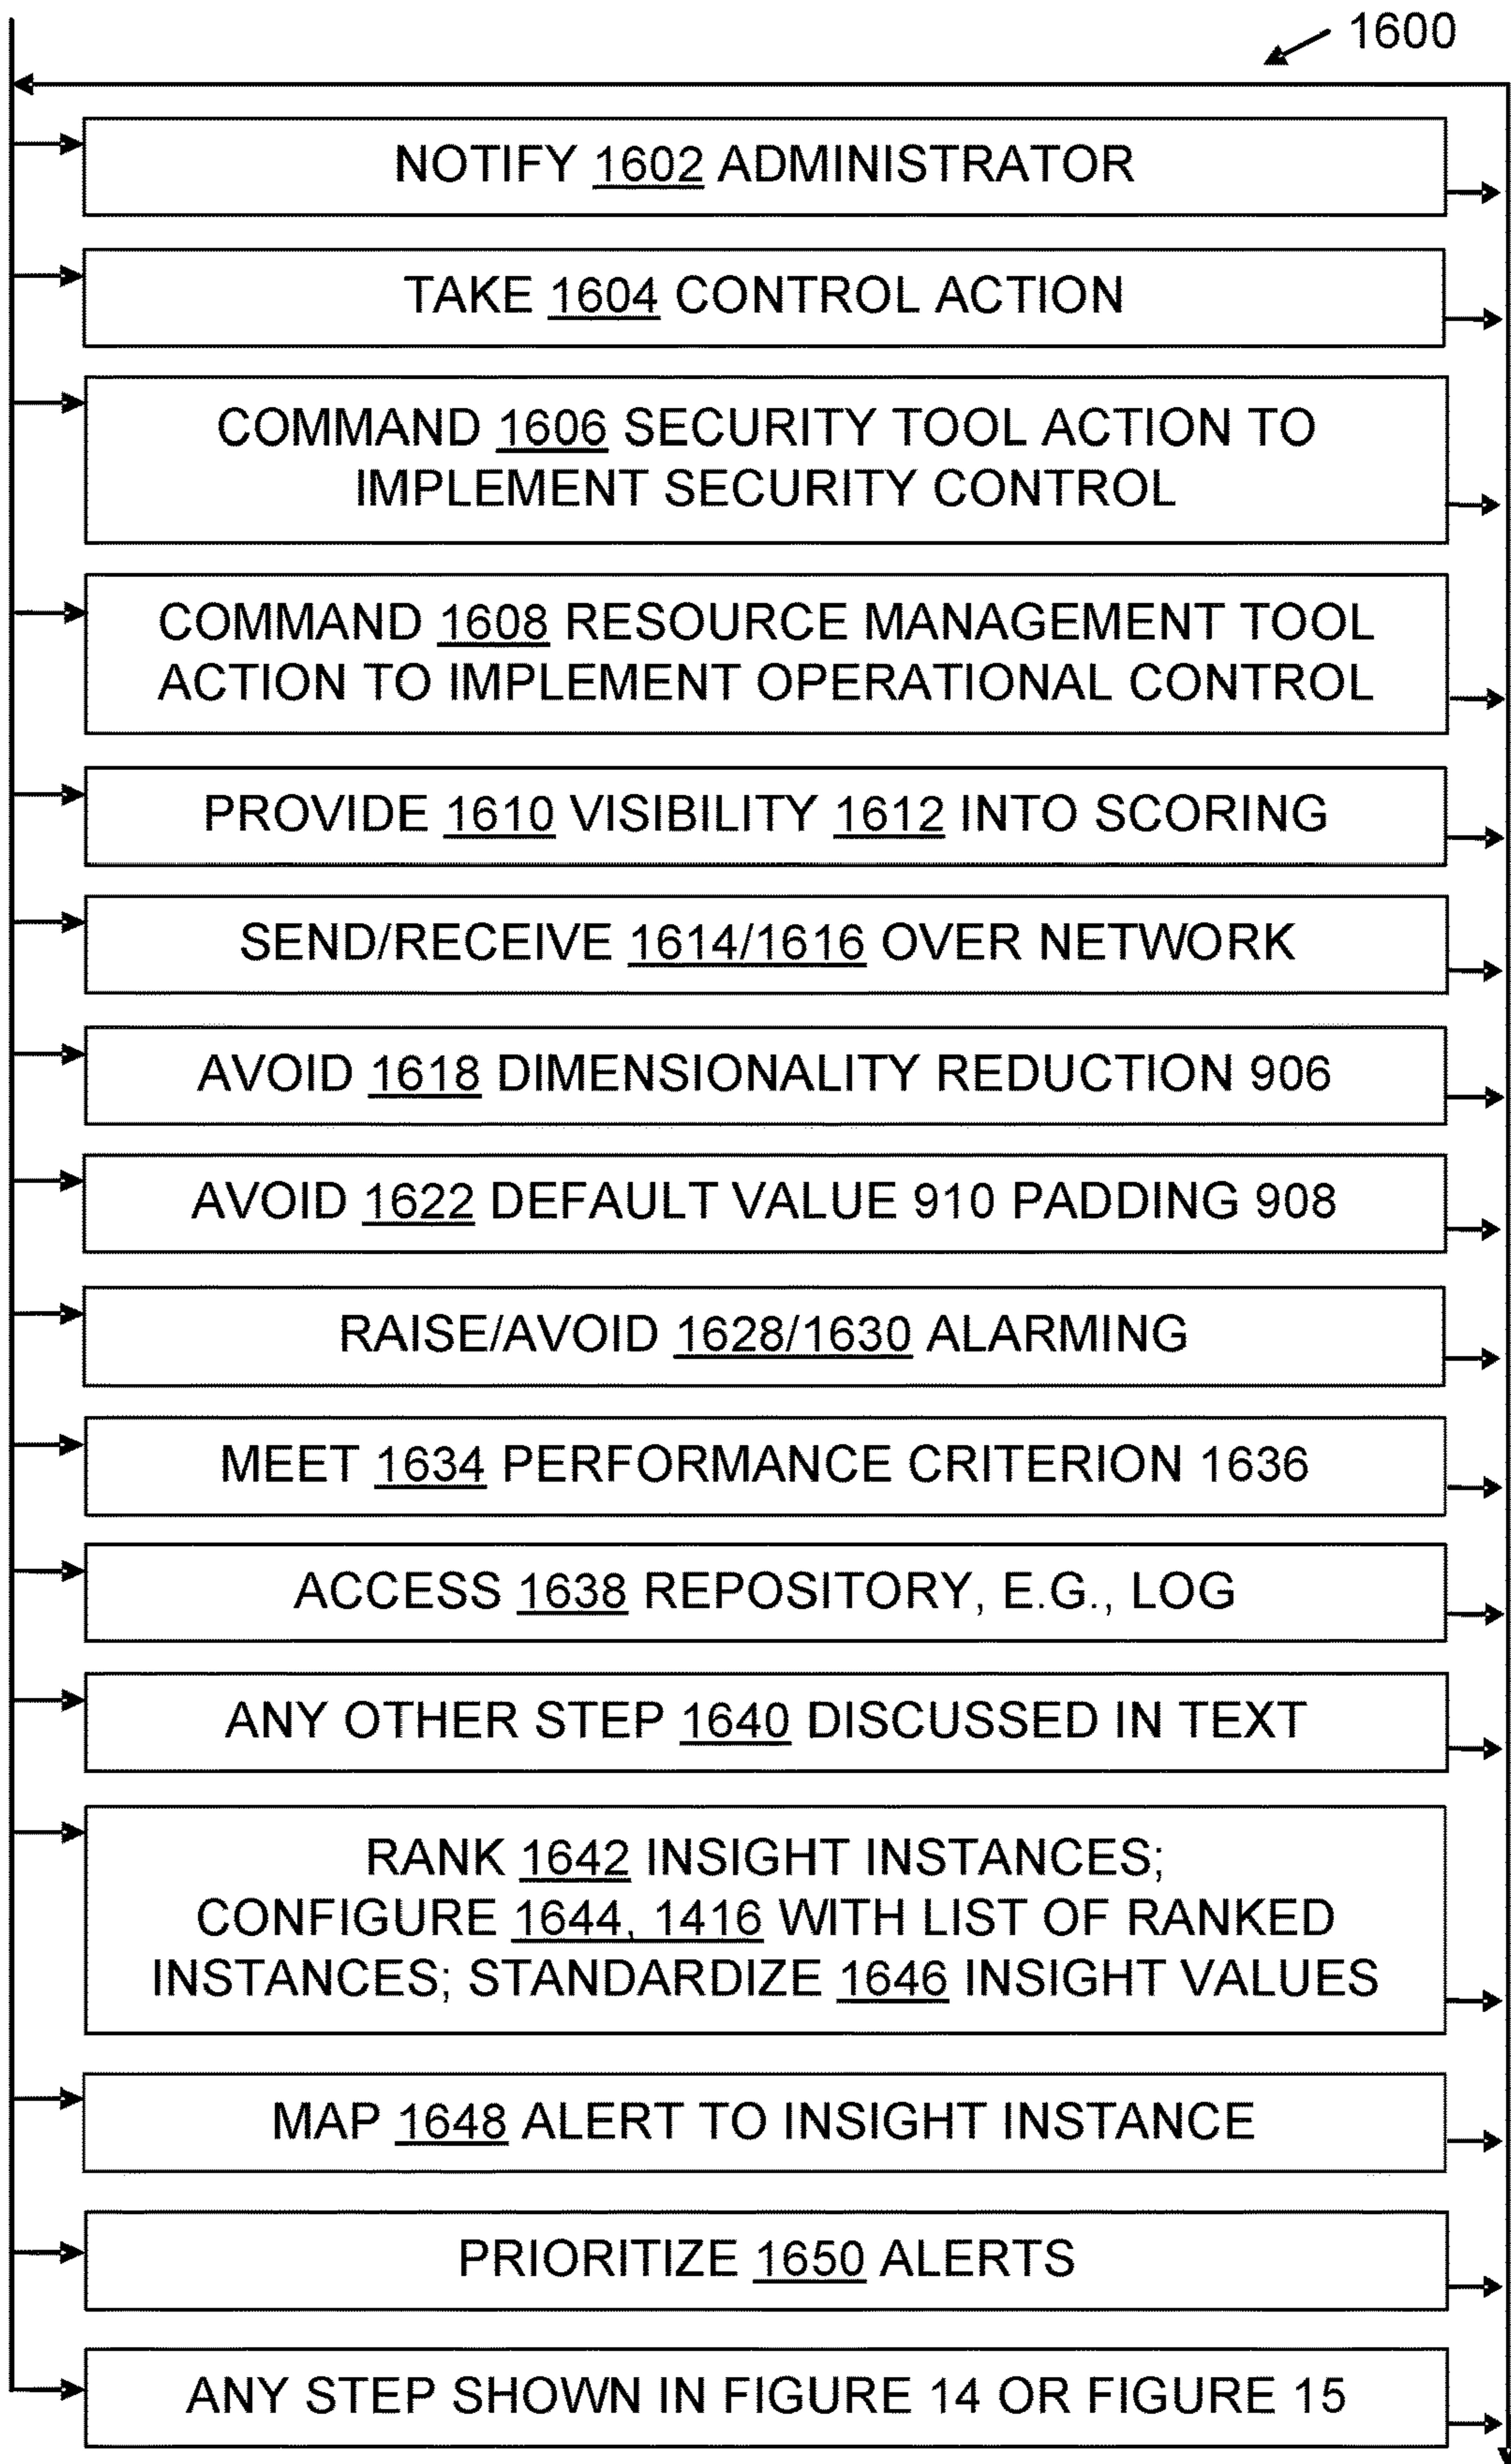 1600
NOTIFY 1602 ADMINISTRATOR
TAKE 1604 CONTROL ACTION
COMMAND 1606 SECURITY TOOL ACTION TO
IMPLEMENT SECURITY CONTROL
COMMAND 1608 RESOURCE MANAGEMENT TOOL
ACTION TO IMPLEMENT OPERATIONAL CONTROL
PROVIDE 1610 VISIBILITY 1612 INTO SCORING
SEND/RECEIVE 1614/1616 OVER NETWORK
AVOID 1618 DIMENSIONALITY REDUCTION 906
AVOID 1622 DEFAULT VALUE 910 PADDING 908
RAISE/AVOID 1628/1630 ALARMING
MEET 1634 PERFORMANCE CRITERION 1636
ACCESS 1638 REPOSITORY, E.G., LOG
ANY OTHER STEP 1640 DISCUSSED IN TEXT
RANK 1642 INSIGHT INSTANCES;
CONFIGURE 1644, 1416 WITH LIST OF RANKED
INSTANCES; STANDARDIZE 1646 INSIGHT VALUES
MAP 1648 ALERT TO INSIGHT INSTANCE
PRIORITIZE 1650 ALERTS
ANY STEP SHOWN IN FIGURE 14 OR FIGURE 15